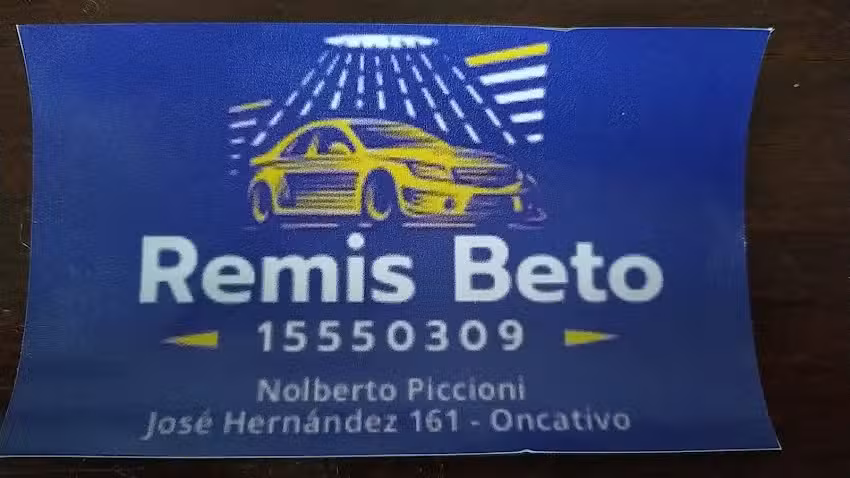 Remis Beto
15550309
Nolberto Piccioni
José Hernández 161 - Oncativo